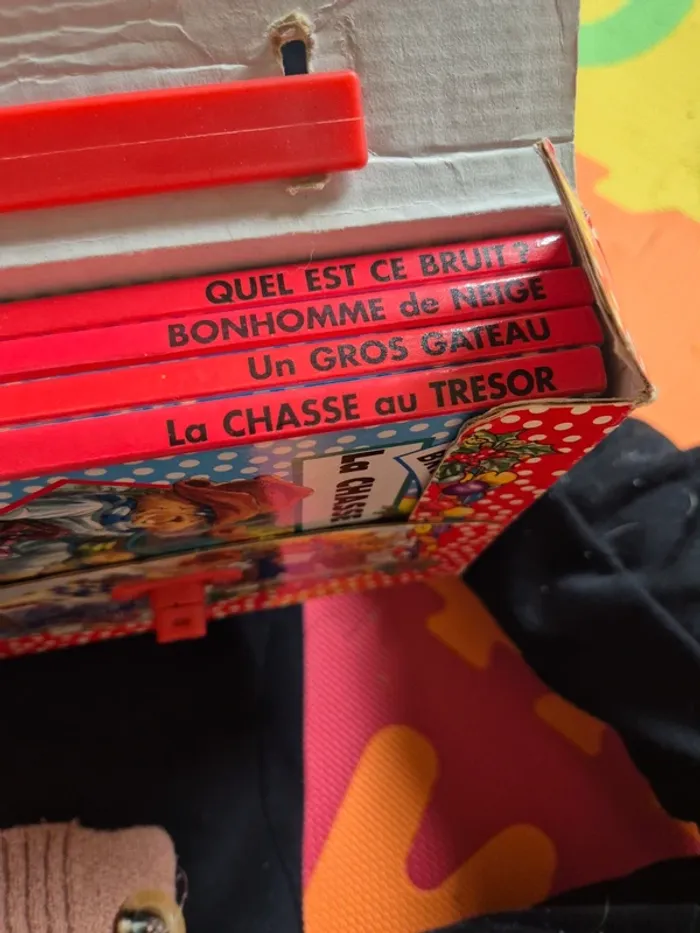 QUEL EST CE BRUIT?
BONHOMME de NEIGE
Un GROS GATEAU
La CHASSE au TRESOR
La CHASSE